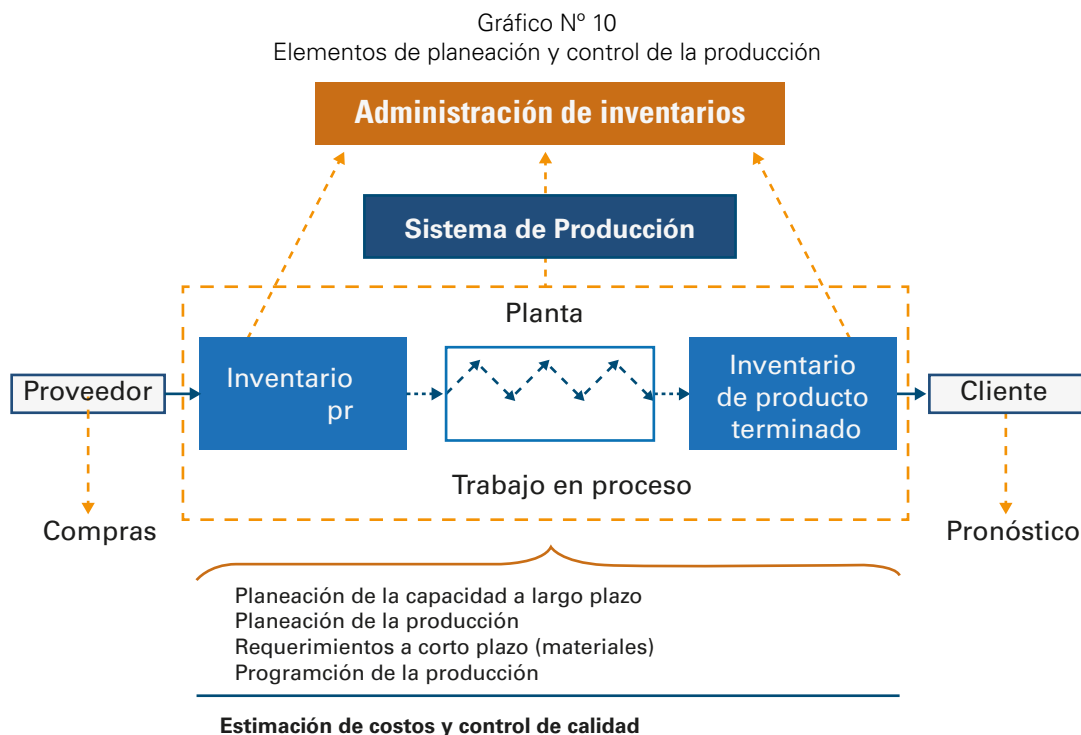 Gráfico Nº 10
Elementos de planeación y control de la producción
Administración de inventarios
Sistema de Producción
Planta
Proveedor
Inventario
pr
Inventario
de producto
terminado
Cliente
Trabajo en proceso
Compras
Pronóstico
Planeación de la capacidad a largo plazo
Planeación de la producción
Requerimientos a corto plazo (materiales)
Programción de la producción
Estimación de costos y control de calidad